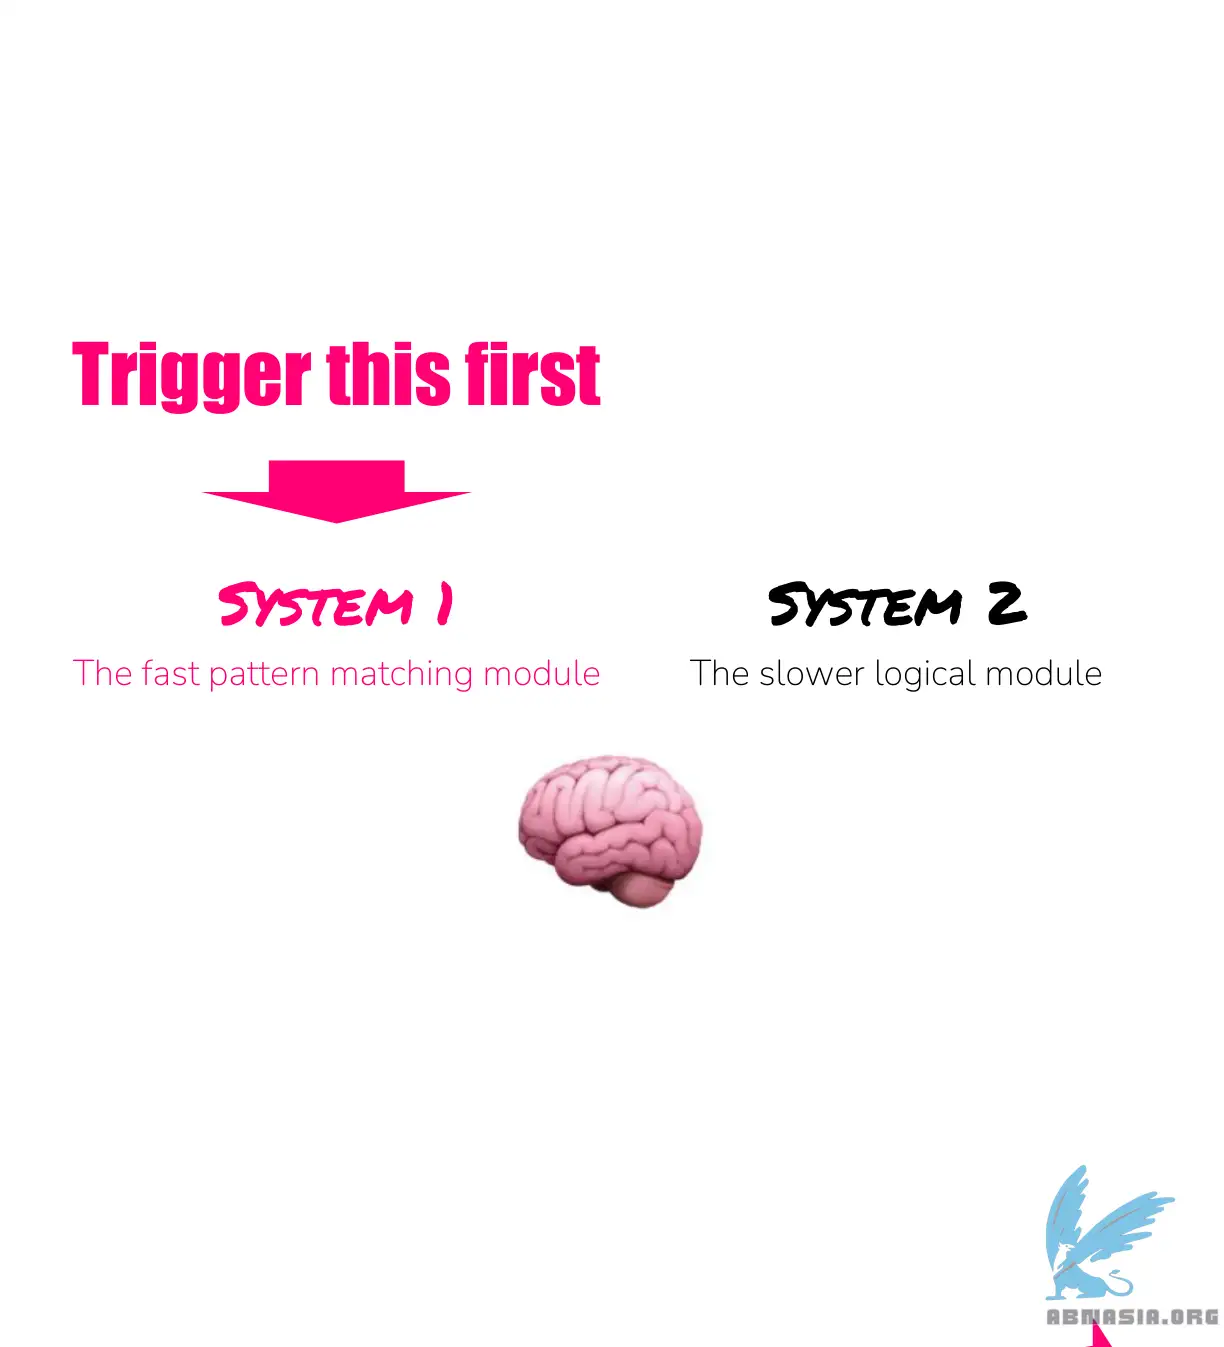 Trigger this first
System 1
System 2
The fast pattern matching module
The slower logical module
ABMASIA.ORG